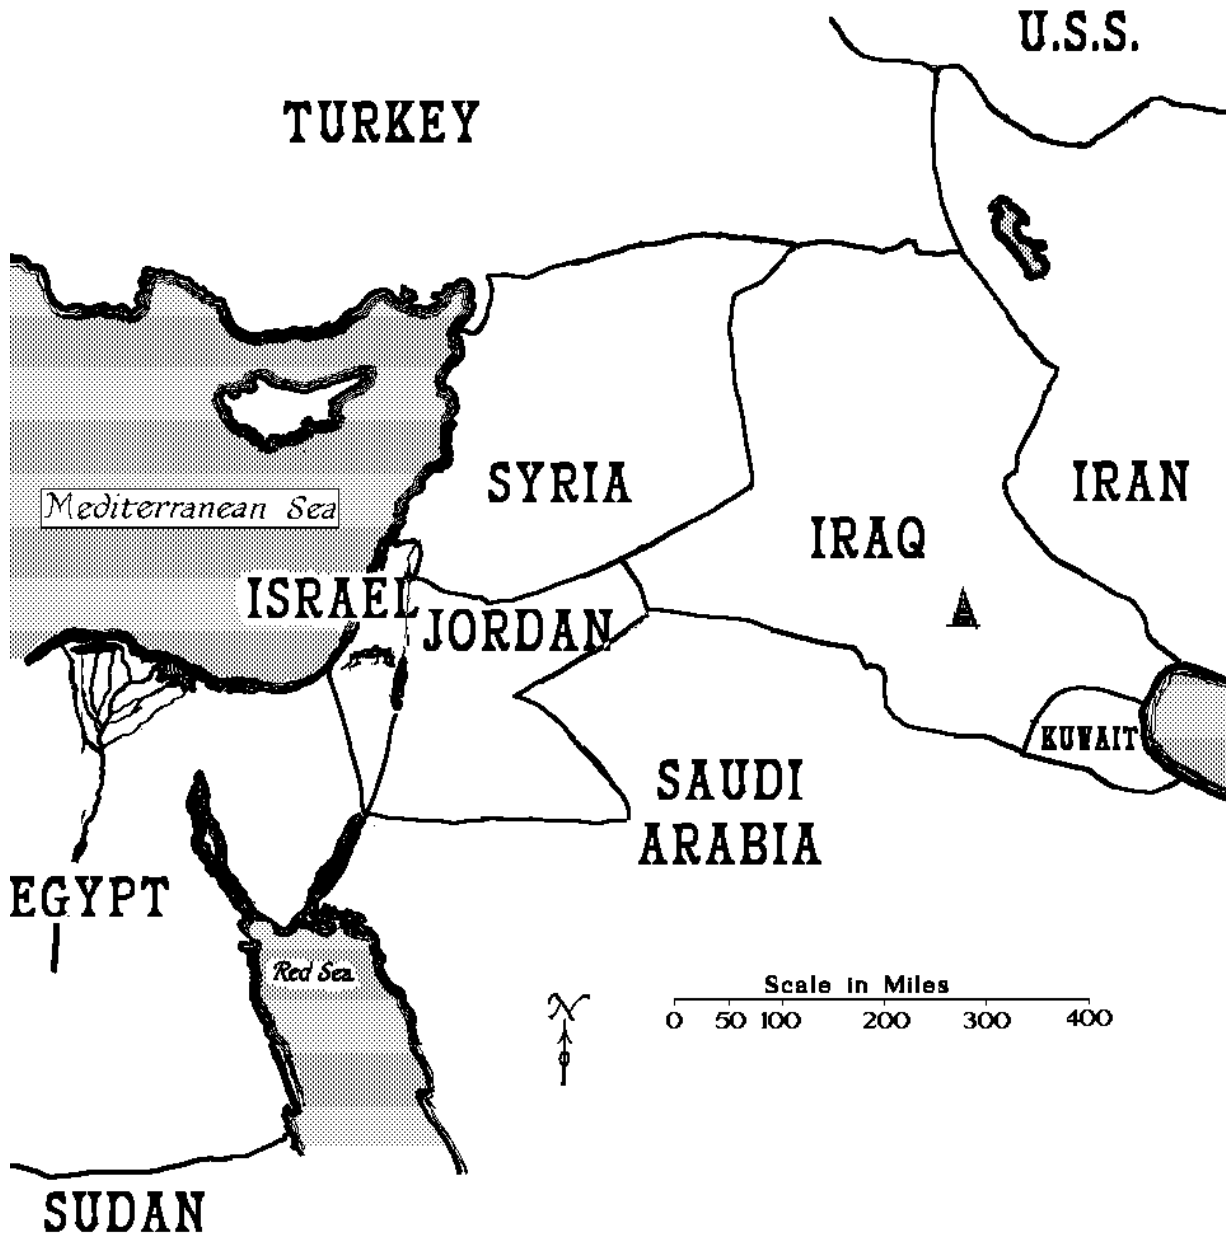 U.S.S.
TURKEY
SYRIA
IRAN
Mediterranean Sea
IRAQ
ISRAEL
JORDAN
KUWAIT
SAUDI
ARABIA
EGYPT
Red Sea
N
Scale in Miles
0 50 100 200 300 400
SUDAN